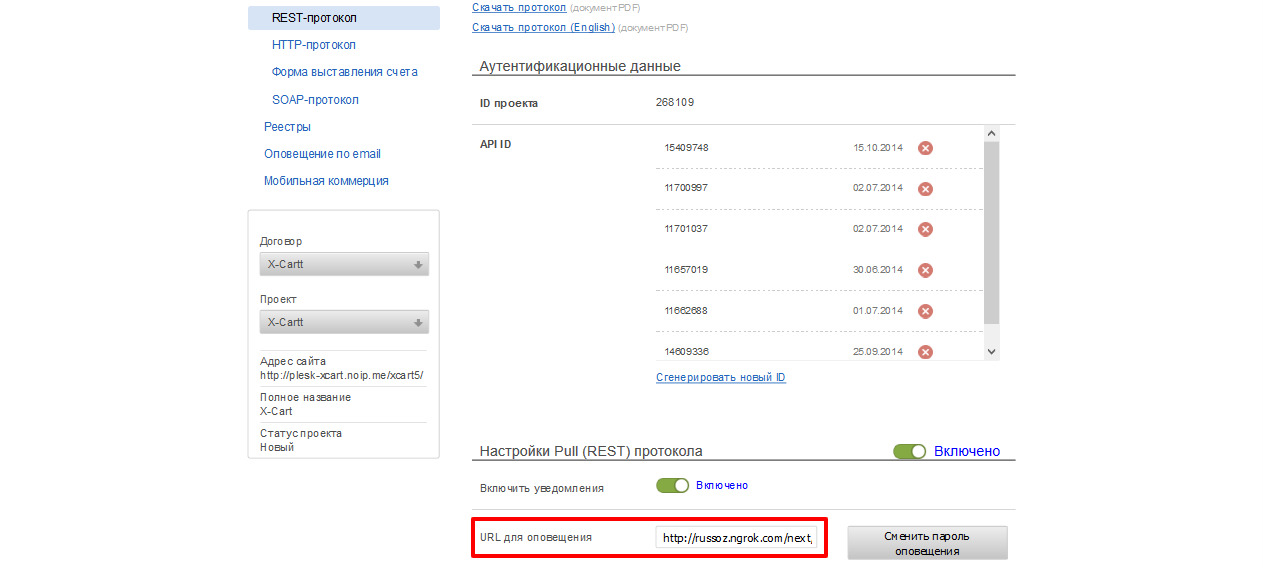 REST-протокол
HTTP-протокол
Форма выставления счета
SOAP-протокол
Реестры
Оповещение по email
Мобильная коммерция
Договор
X-Cartt
Проект
X-Cartt
Адрес сайта
http://plesk-xcart.noip.me/xcart5/
Полное название
X-Cart
Статус проекта
Новый
Скачать протокол (документ PDF)
Скачать протокол (English) (документ PDF)
Аутентификационные данные
ID проекта 268109
API ID
15409748 15.10.2014
11700997 02.07.2014
11701037 02.07.2014
11657019 30.06.2014
11662688 01.07.2014
14609336 25.09.2014
Сгенерировать новый ID
Настройки Pull (REST) протокола Включено
Включить уведомления Включено
URL для оповещения http://russoz.ngrok.com/next,
Сменить пароль
оповещения